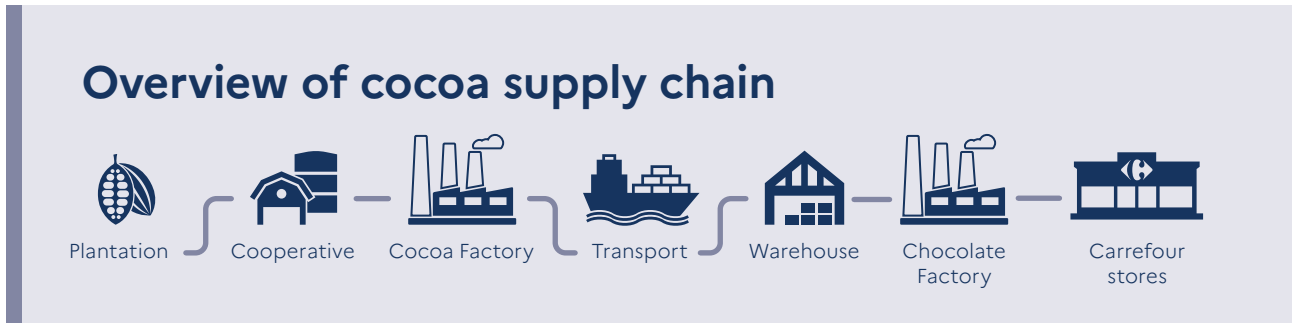 Overview of cocoa supply chain
Plantation
Cooperative
Cocoa Factory
Transport
Warehouse
Chocolate
Factory
Carrefour
stores